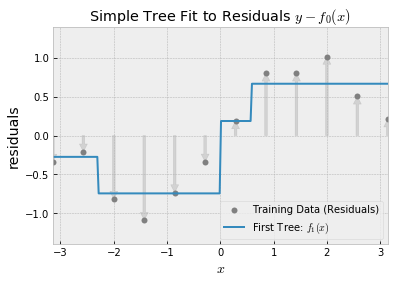 Simple Tree Fit to Residuals y − f₀(x)
1.0
0.5
0.0
−0.5
−1.0
residuals
Training Data (Residuals)
First Tree: f₁(x)
−3 −2 −1 0 1 2 3
x